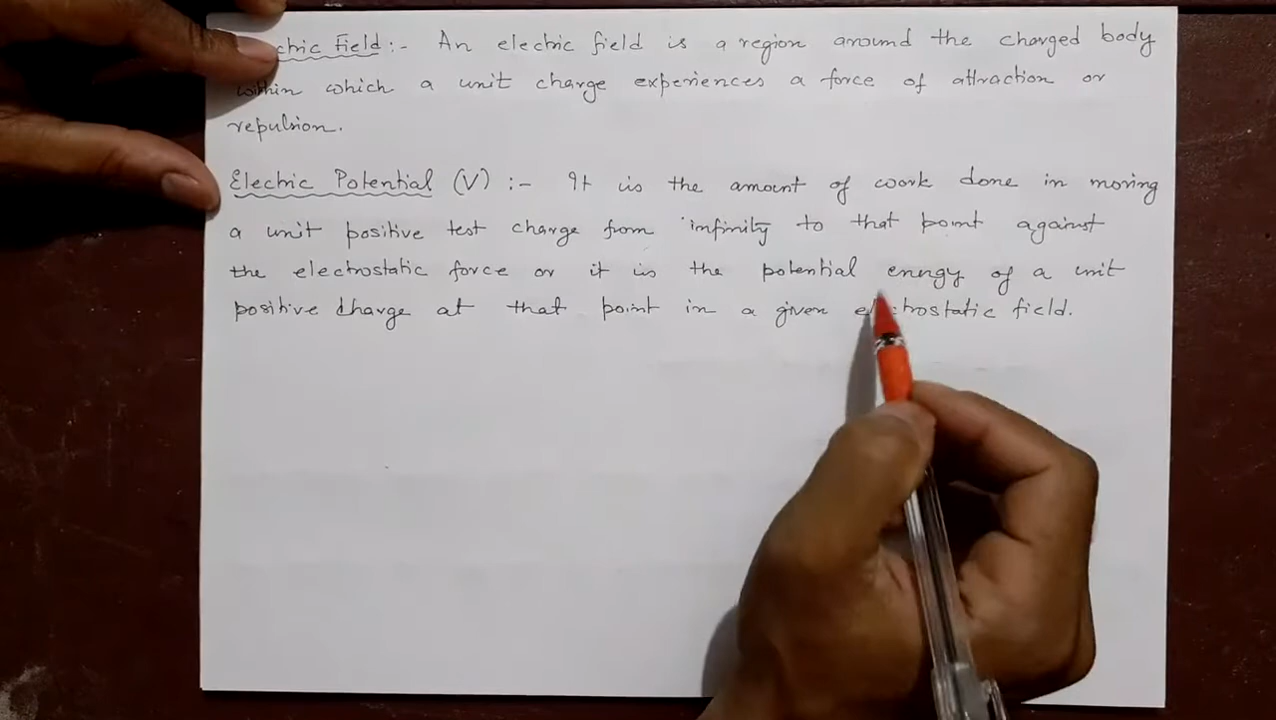 chic Field :- An electric field is a region around the charged body
within which a unit charge experiences a force of attraction or
repulsion.
Electric Potential (V) :- It is the amount of work done in moving
a unit positive test charge from infinity to that point against
the electrostatic force or it is the potential energy of a unit
positive charge at that point in a given electrostatic field.